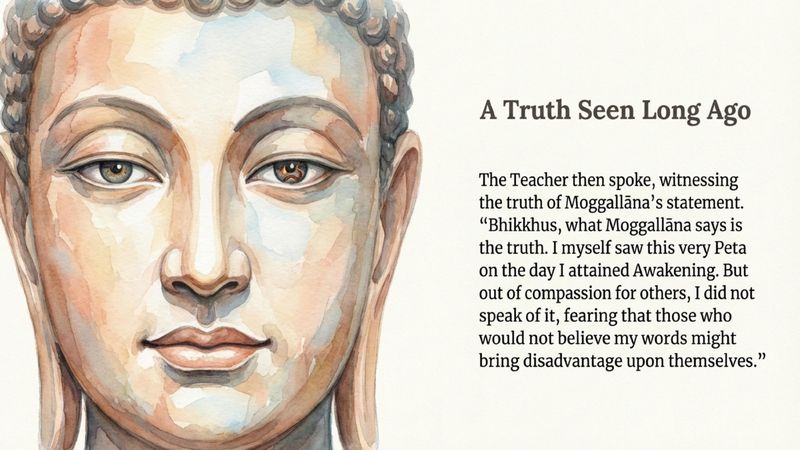 A Truth Seen Long Ago
The Teacher then spoke, witnessing
the truth of Moggallāna’s statement.
“Bhikkhus, what Moggallāna says is
the truth. I myself saw this very Peta
on the day I attained Awakening. But
out of compassion for others, I did not
speak of it, fearing that those who
would not believe my words might
bring disadvantage upon themselves.”